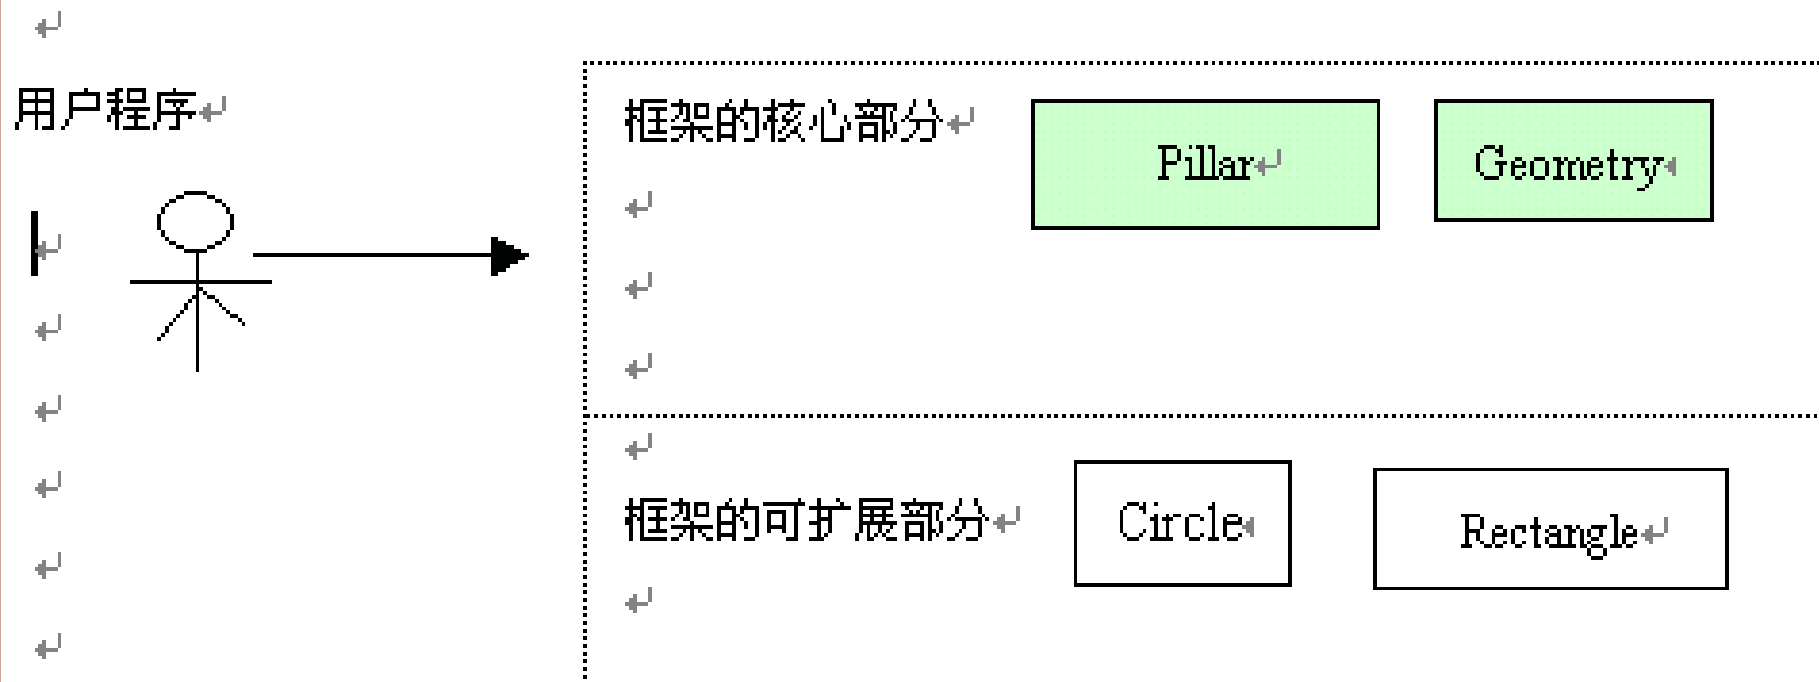 用户程序
框架的核心部分
Pillar
Geometry
框架的可扩展部分
Circle
Rectangle